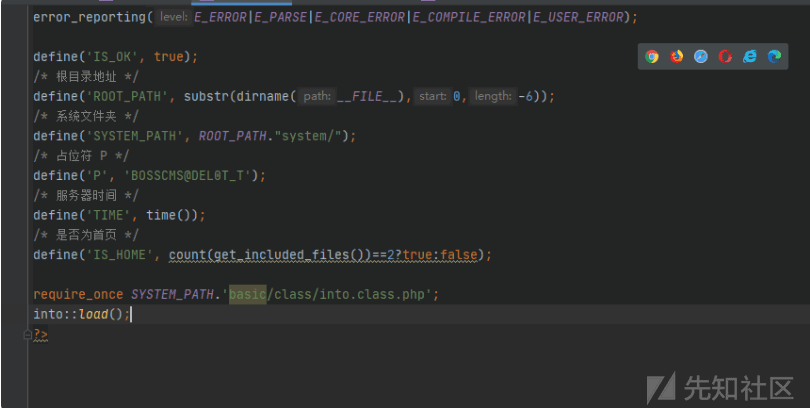 error_reporting( level: E_ERROR|E_PARSE|E_CORE_ERROR|E_COMPILE_ERROR|E_USER_ERROR);
define('IS_OK', true);
/* 根目录地址 */
define('ROOT_PATH', substr(dirname( path: __FILE__), start: 0, length: -6));
/* 系统文件夹 */
define('SYSTEM_PATH', ROOT_PATH."system/");
/* 占位符 P */
define('P', 'BOSSCMS@DEL@T_T');
/* 服务器时间 */
define('TIME', time());
/* 是否为首页 */
define('IS_HOME', count(get_included_files())==2?true:false);
require_once SYSTEM_PATH.'basic/class/into.class.php';
into::load();
?>
先知社区